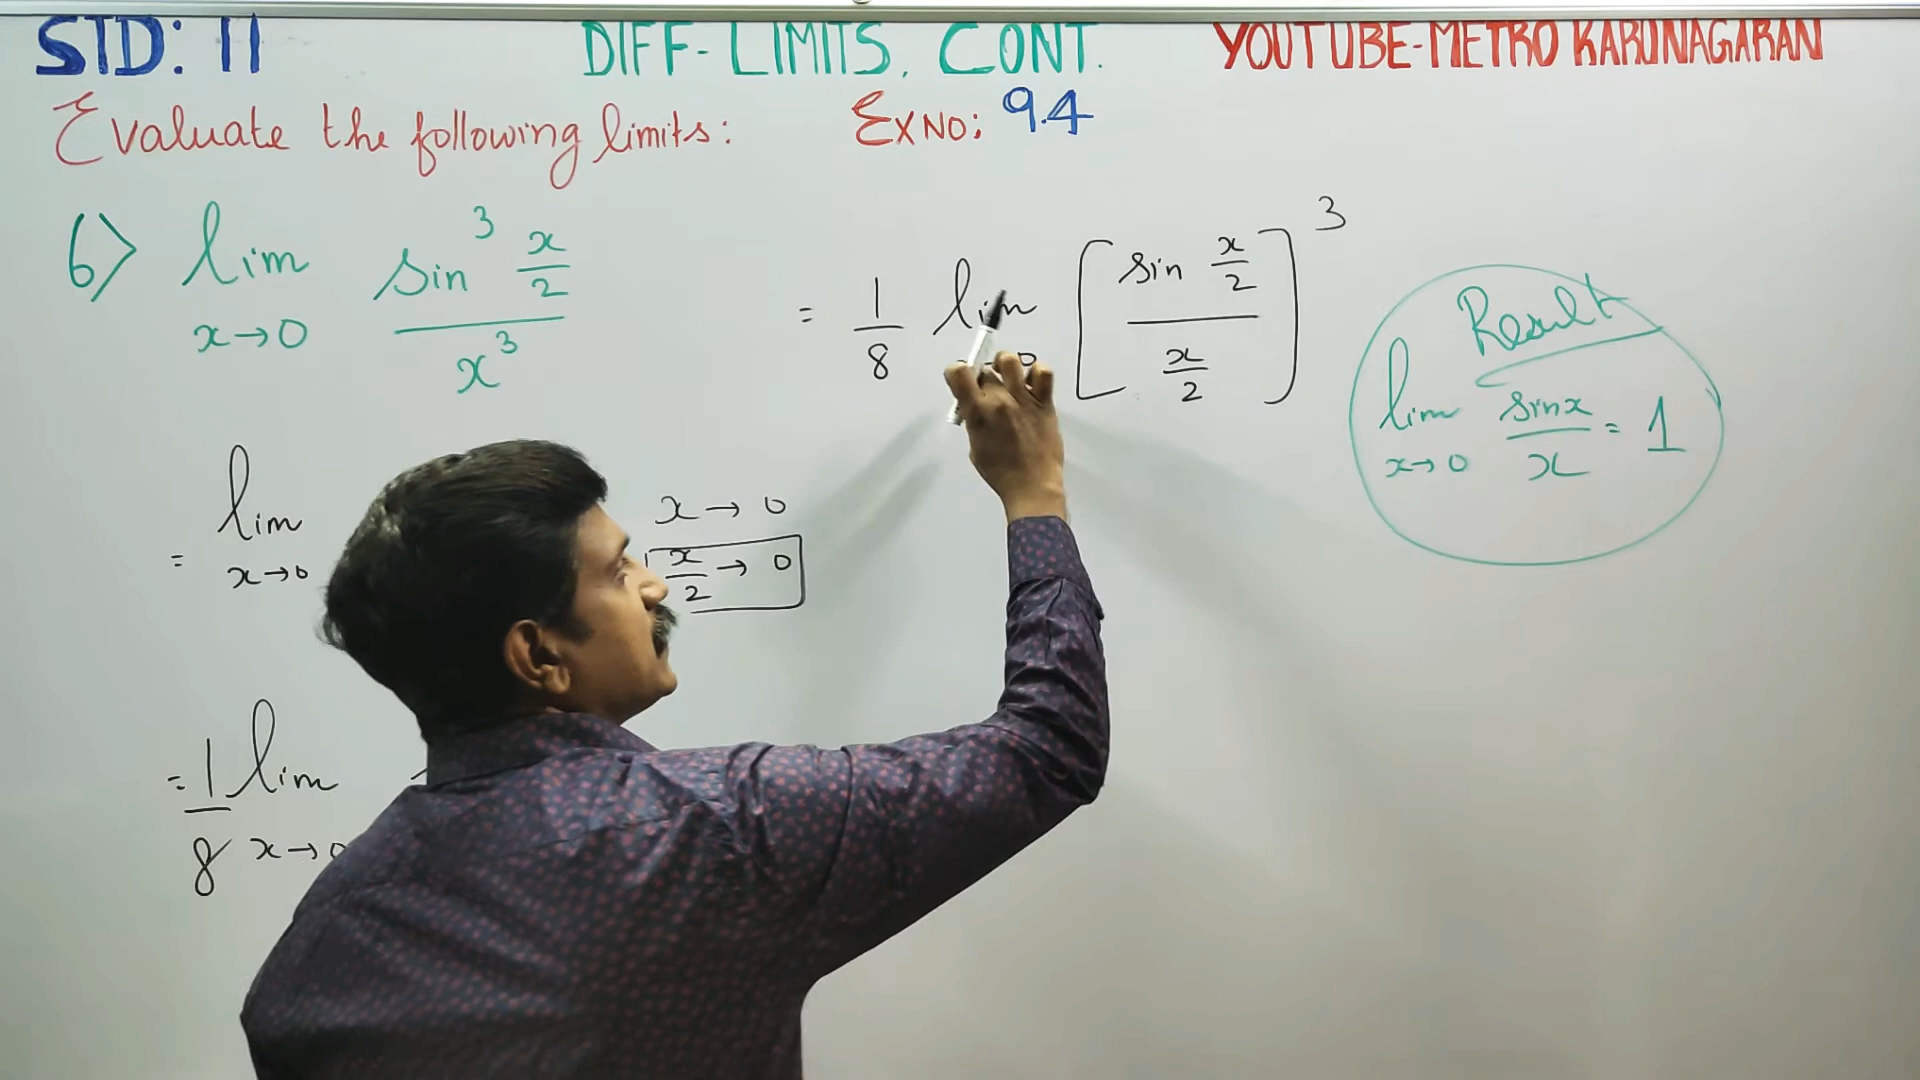 STD: 11 DIFF- LIMITS, CONT. YOUTUBE-METRO KARUNAGARAN
Evaluate the following limits: EX NO: 9.4
6) lim x→0 sin³ x/2 / x³
= lim x→0
x → 0
x/2 → 0
= 1/8 lim x→0
= 1/8 lim →0 [ sin x/2 / x/2 ]³
Result
lim x→0 sinx / x = 1